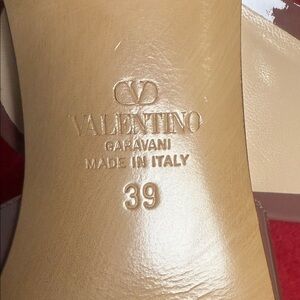 VALENTINO
GARAVANI
MADE IN ITALY
39